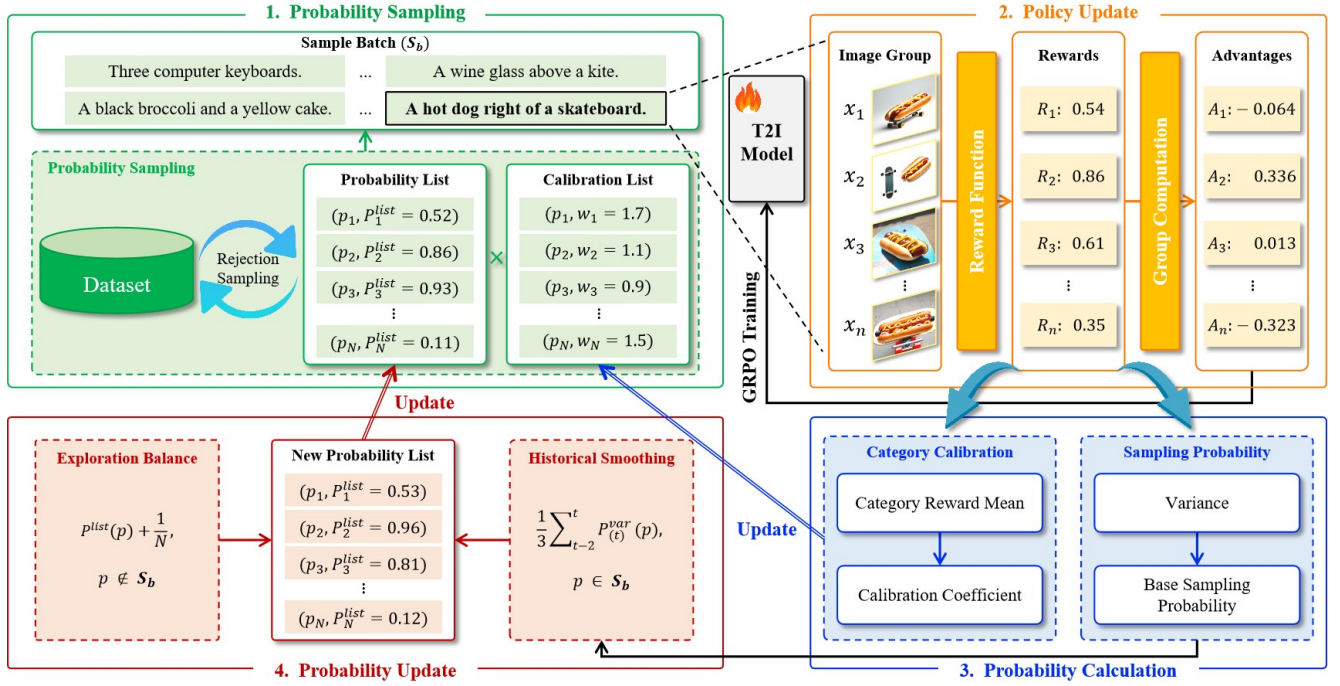 1. Probability Sampling
Sample Batch (S_b)
Three computer keyboards.
...
A wine glass above a kite.
A black broccoli and a yellow cake.
...
A hot dog right of a skateboard.
Probability Sampling
Dataset
Rejection
Sampling
Probability List
(p_1, P_1^{list} = 0.52)
(p_2, P_2^{list} = 0.86)
(p_3, P_3^{list} = 0.93)
⋮
(p_N, P_N^{list} = 0.11)
×
Calibration List
(p_1, w_1 = 1.7)
(p_2, w_2 = 1.1)
(p_3, w_3 = 0.9)
⋮
(p_N, w_N = 1.5)
T2I
Model
GRPO Training
2. Policy Update
Image Group
x_1
x_2
x_3
⋮
x_n
Reward Function
Rewards
R_1: 0.54
R_2: 0.86
R_3: 0.61
⋮
R_n: 0.35
Group Computation
Advantages
A_1: − 0.064
A_2: 0.336
A_3: 0.013
⋮
A_n: − 0.323
Update
Update
Category Calibration
Category Reward Mean
Calibration Coefficient
Sampling Probability
Variance
Base Sampling
Probability
3. Probability Calculation
Exploration Balance
P^{list}(p) + \frac{1}{N},
p ∉ S_b
New Probability List
(p_1, P_1^{list} = 0.53)
(p_2, P_2^{list} = 0.96)
(p_3, P_3^{list} = 0.81)
⋮
(p_N, P_N^{list} = 0.12)
Historical Smoothing
\frac{1}{3}\sum_{t-2}^{t} P_{(t)}^{var}(p),
p ∈ S_b
4. Probability Update